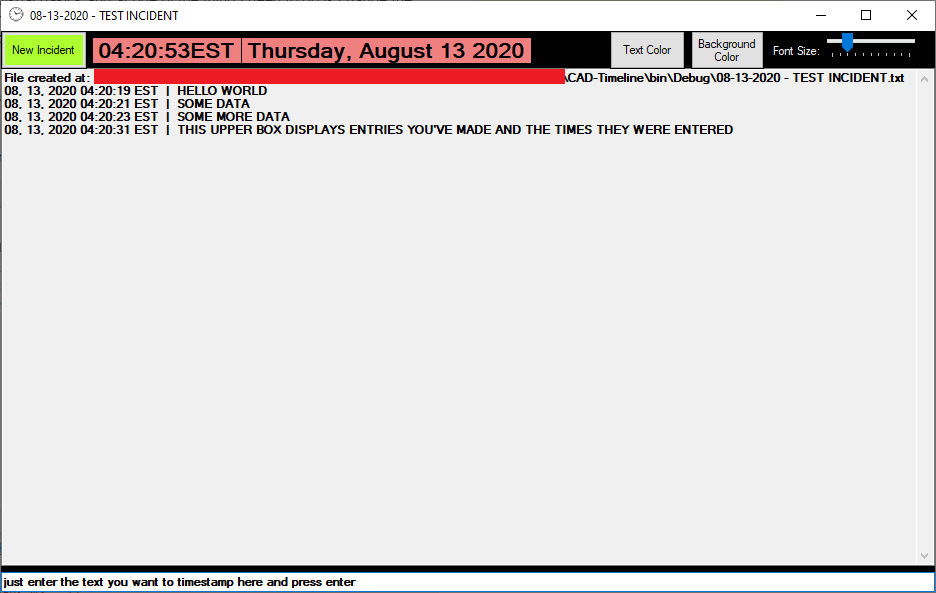 08-13-2020 - TEST INCIDENT
New Incident
04:20:53EST Thursday, August 13 2020
Text Color
Background
Color
Font Size:
File created at: \CAD-Timeline\bin\Debug\08-13-2020 - TEST INCIDENT.txt
08, 13, 2020 04:20:19 EST | HELLO WORLD
08, 13, 2020 04:20:21 EST | SOME DATA
08, 13, 2020 04:20:23 EST | SOME MORE DATA
08, 13, 2020 04:20:31 EST | THIS UPPER BOX DISPLAYS ENTRIES YOU'VE MADE AND THE TIMES THEY WERE ENTERED
just enter the text you want to timestamp here and press enter